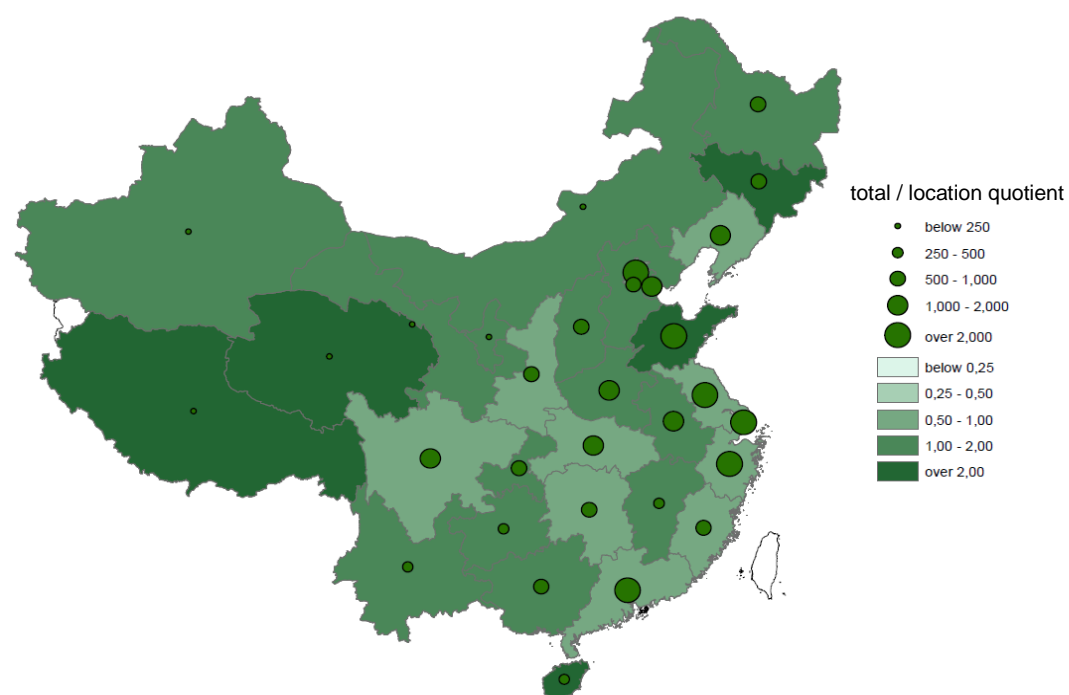 total / location quotient
below 250
250 - 500
500 - 1,000
1,000 - 2,000
over 2,000
below 0,25
0,25 - 0,50
0,50 - 1,00
1,00 - 2,00
over 2,00